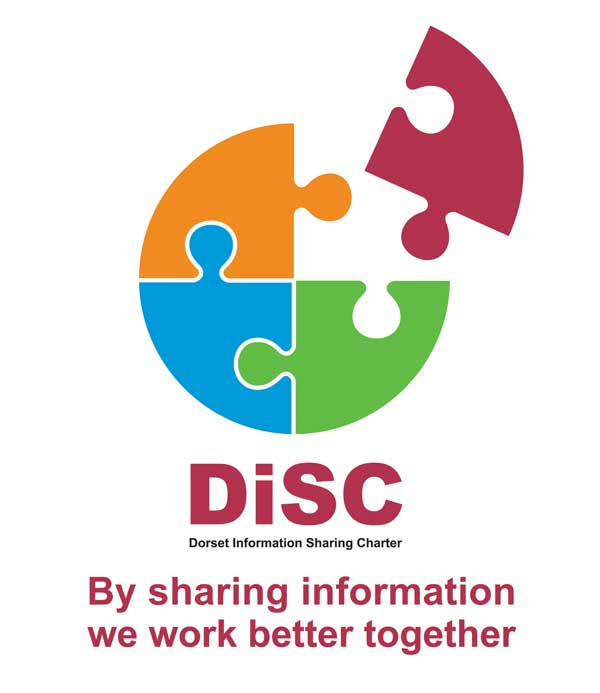 DiSC
Dorset Information Sharing Charter
By sharing information
we work better together